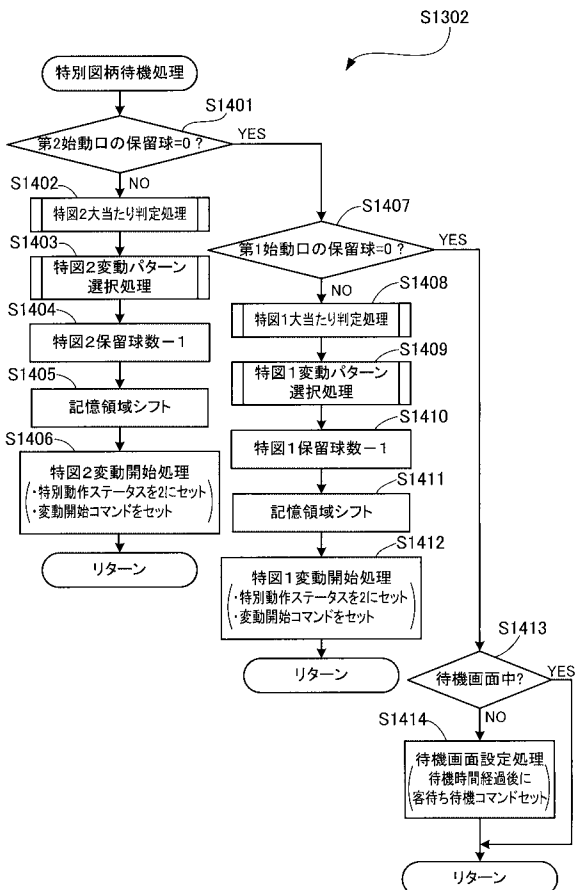 S1302
特別図柄待機処理
S1401
第2始動口の保留球=0？
YES
NO
S1402
特図2大当たり判定処理
S1403
特図2変動パターン
選択処理
S1404
特図2保留球数－1
S1405
記憶領域シフト
S1406
特図2変動開始処理
・特別動作ステータスを2にセット
・変動開始コマンドをセット
リターン
S1407
第1始動口の保留球=0？
YES
NO
S1408
特図1大当たり判定処理
S1409
特図1変動パターン
選択処理
S1410
特図1保留球数－1
S1411
記憶領域シフト
S1412
特図1変動開始処理
・特別動作ステータスを2にセット
・変動開始コマンドをセット
リターン
S1413
待機画面中?
YES
NO
S1414
待機画面設定処理
待機時間経過後に
客待ち待機コマンドセット
リターン